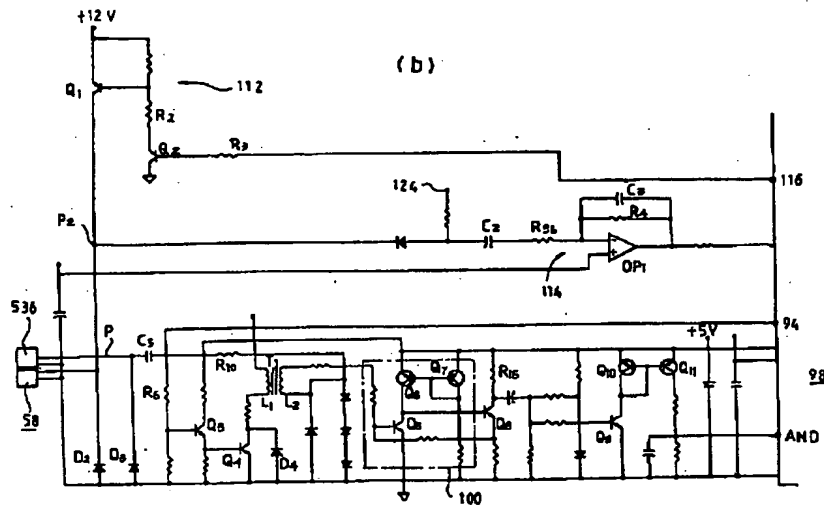 +12V
(b)
Q1
112
R2
Q2
R3
116
124
C3
R4
P2
C2
R5b
114
OP1
94
+5V
536
P
C5
R10
R6
Q7
Q6
R15
Q10
Q11
98
58
Q3
L1
L2
Q5
Q8
Q9
AND
D2
D3
Q4
D4
100